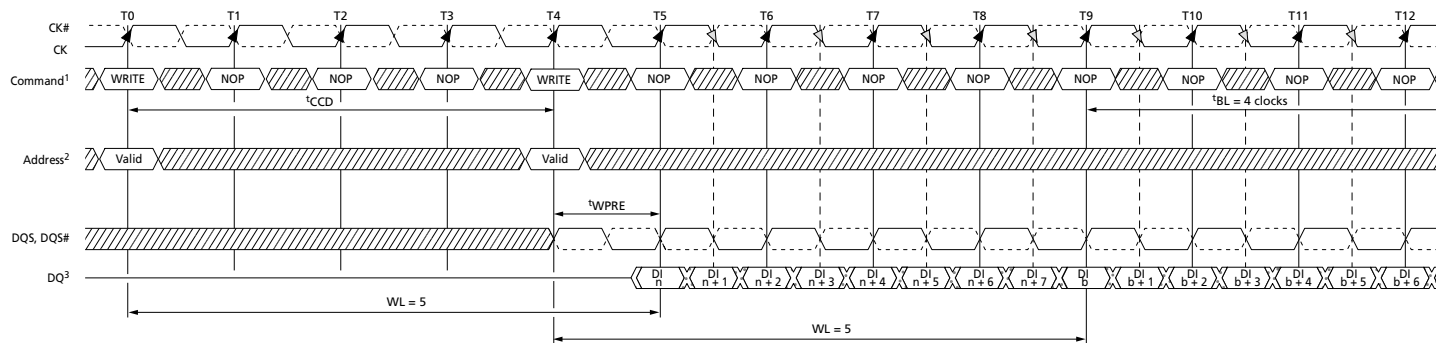 T0 T1 T2 T3 T4 T5 T6 T7 T8 T9 T10 T11 T12
CK#
CK
Command1 WRITE NOP NOP NOP WRITE NOP NOP NOP NOP NOP NOP NOP NOP
tCCD tBL = 4 clocks
Address2 Valid Valid
tWPRE
DQS, DQS#
DQ3 DI n DI n + 1 DI n + 2 DI n + 3 DI n + 4 DI n + 5 DI n + 6 DI n + 7 DI b DI b + 1 DI b + 2 DI b + 3 DI b + 4 DI b + 5 DI b + 6
WL = 5
WL = 5